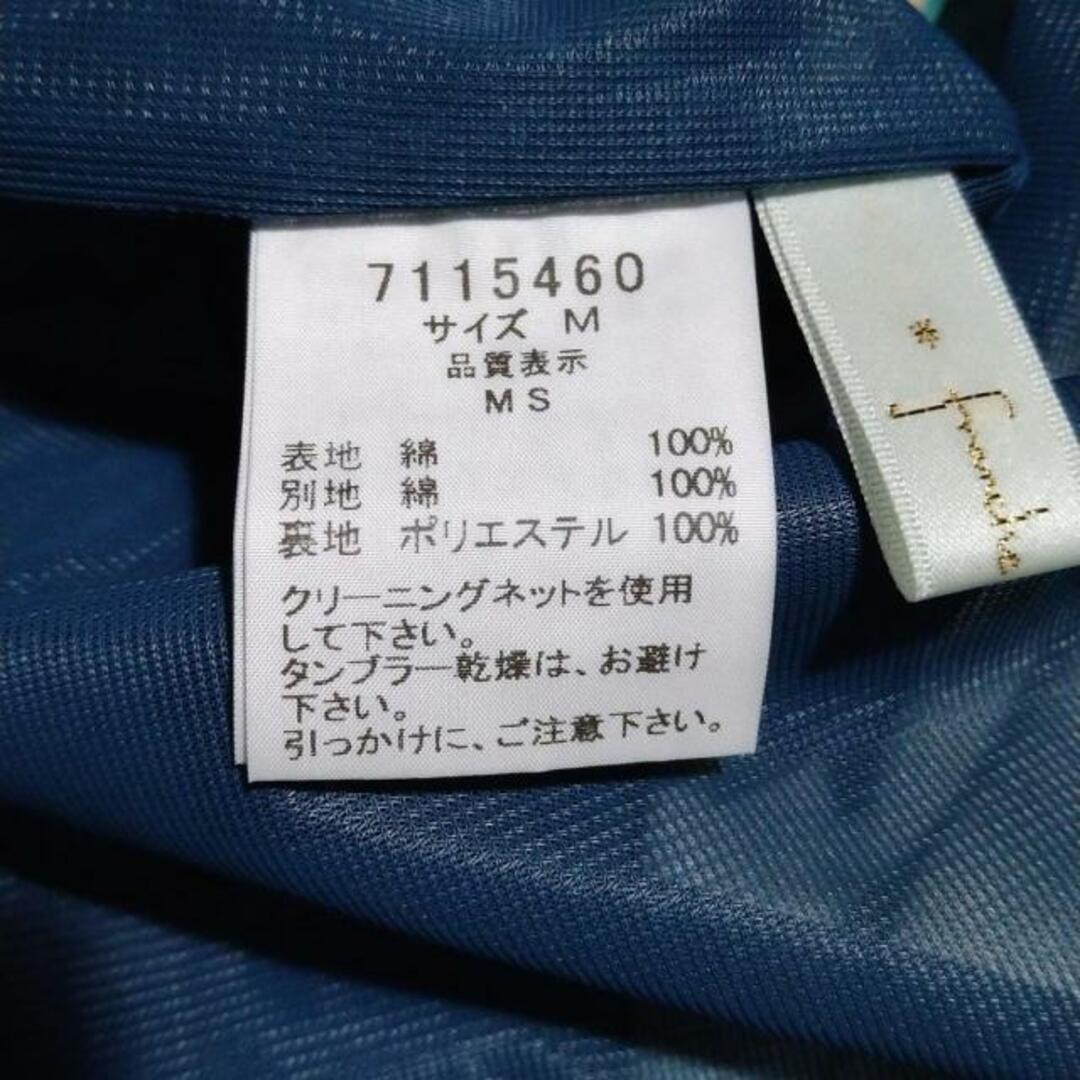 7115460
サイズ M
品質表示
MS
表地 綿 100%
別地 綿 100%
裏地 ポリエステル 100%
クリーニングネットを使用
して下さい。
タンブラー乾燥は、お避け
下さい。
引っかけに、ご注意下さい。